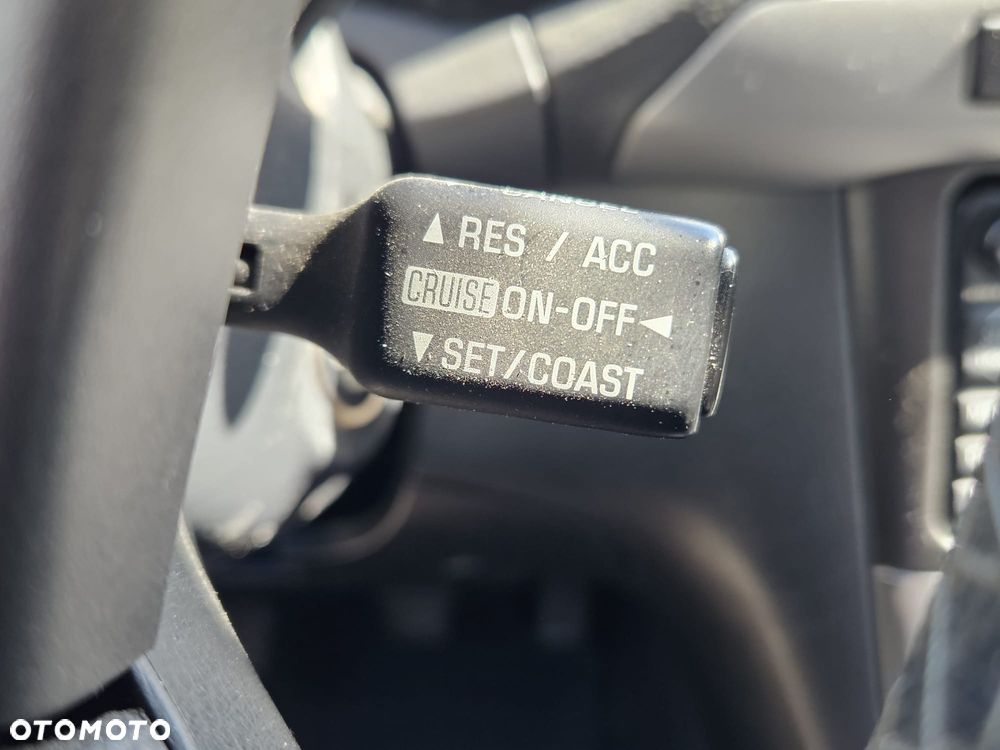 ▲ RES / ACC
CRUISE ON-OFF ◄
▼ SET/COAST
OTOMOTO